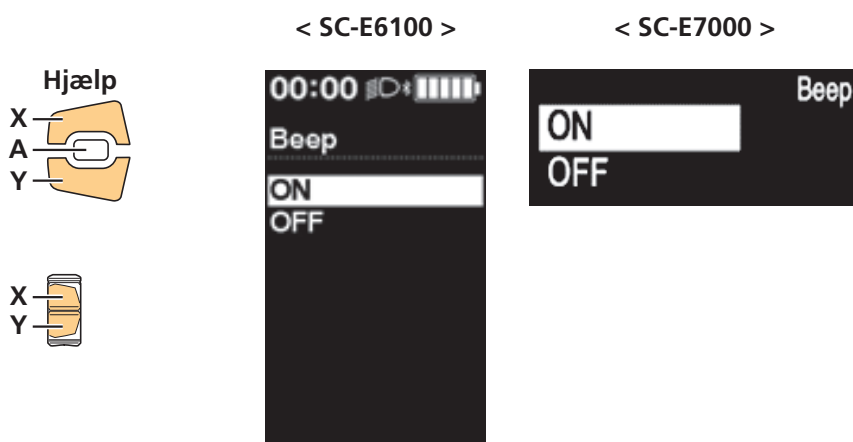 < SC-E6100 >
< SC-E7000 >
Hjælp
X
A
Y
X
Y
00:00
Beep
ON
OFF
Beep
ON
OFF